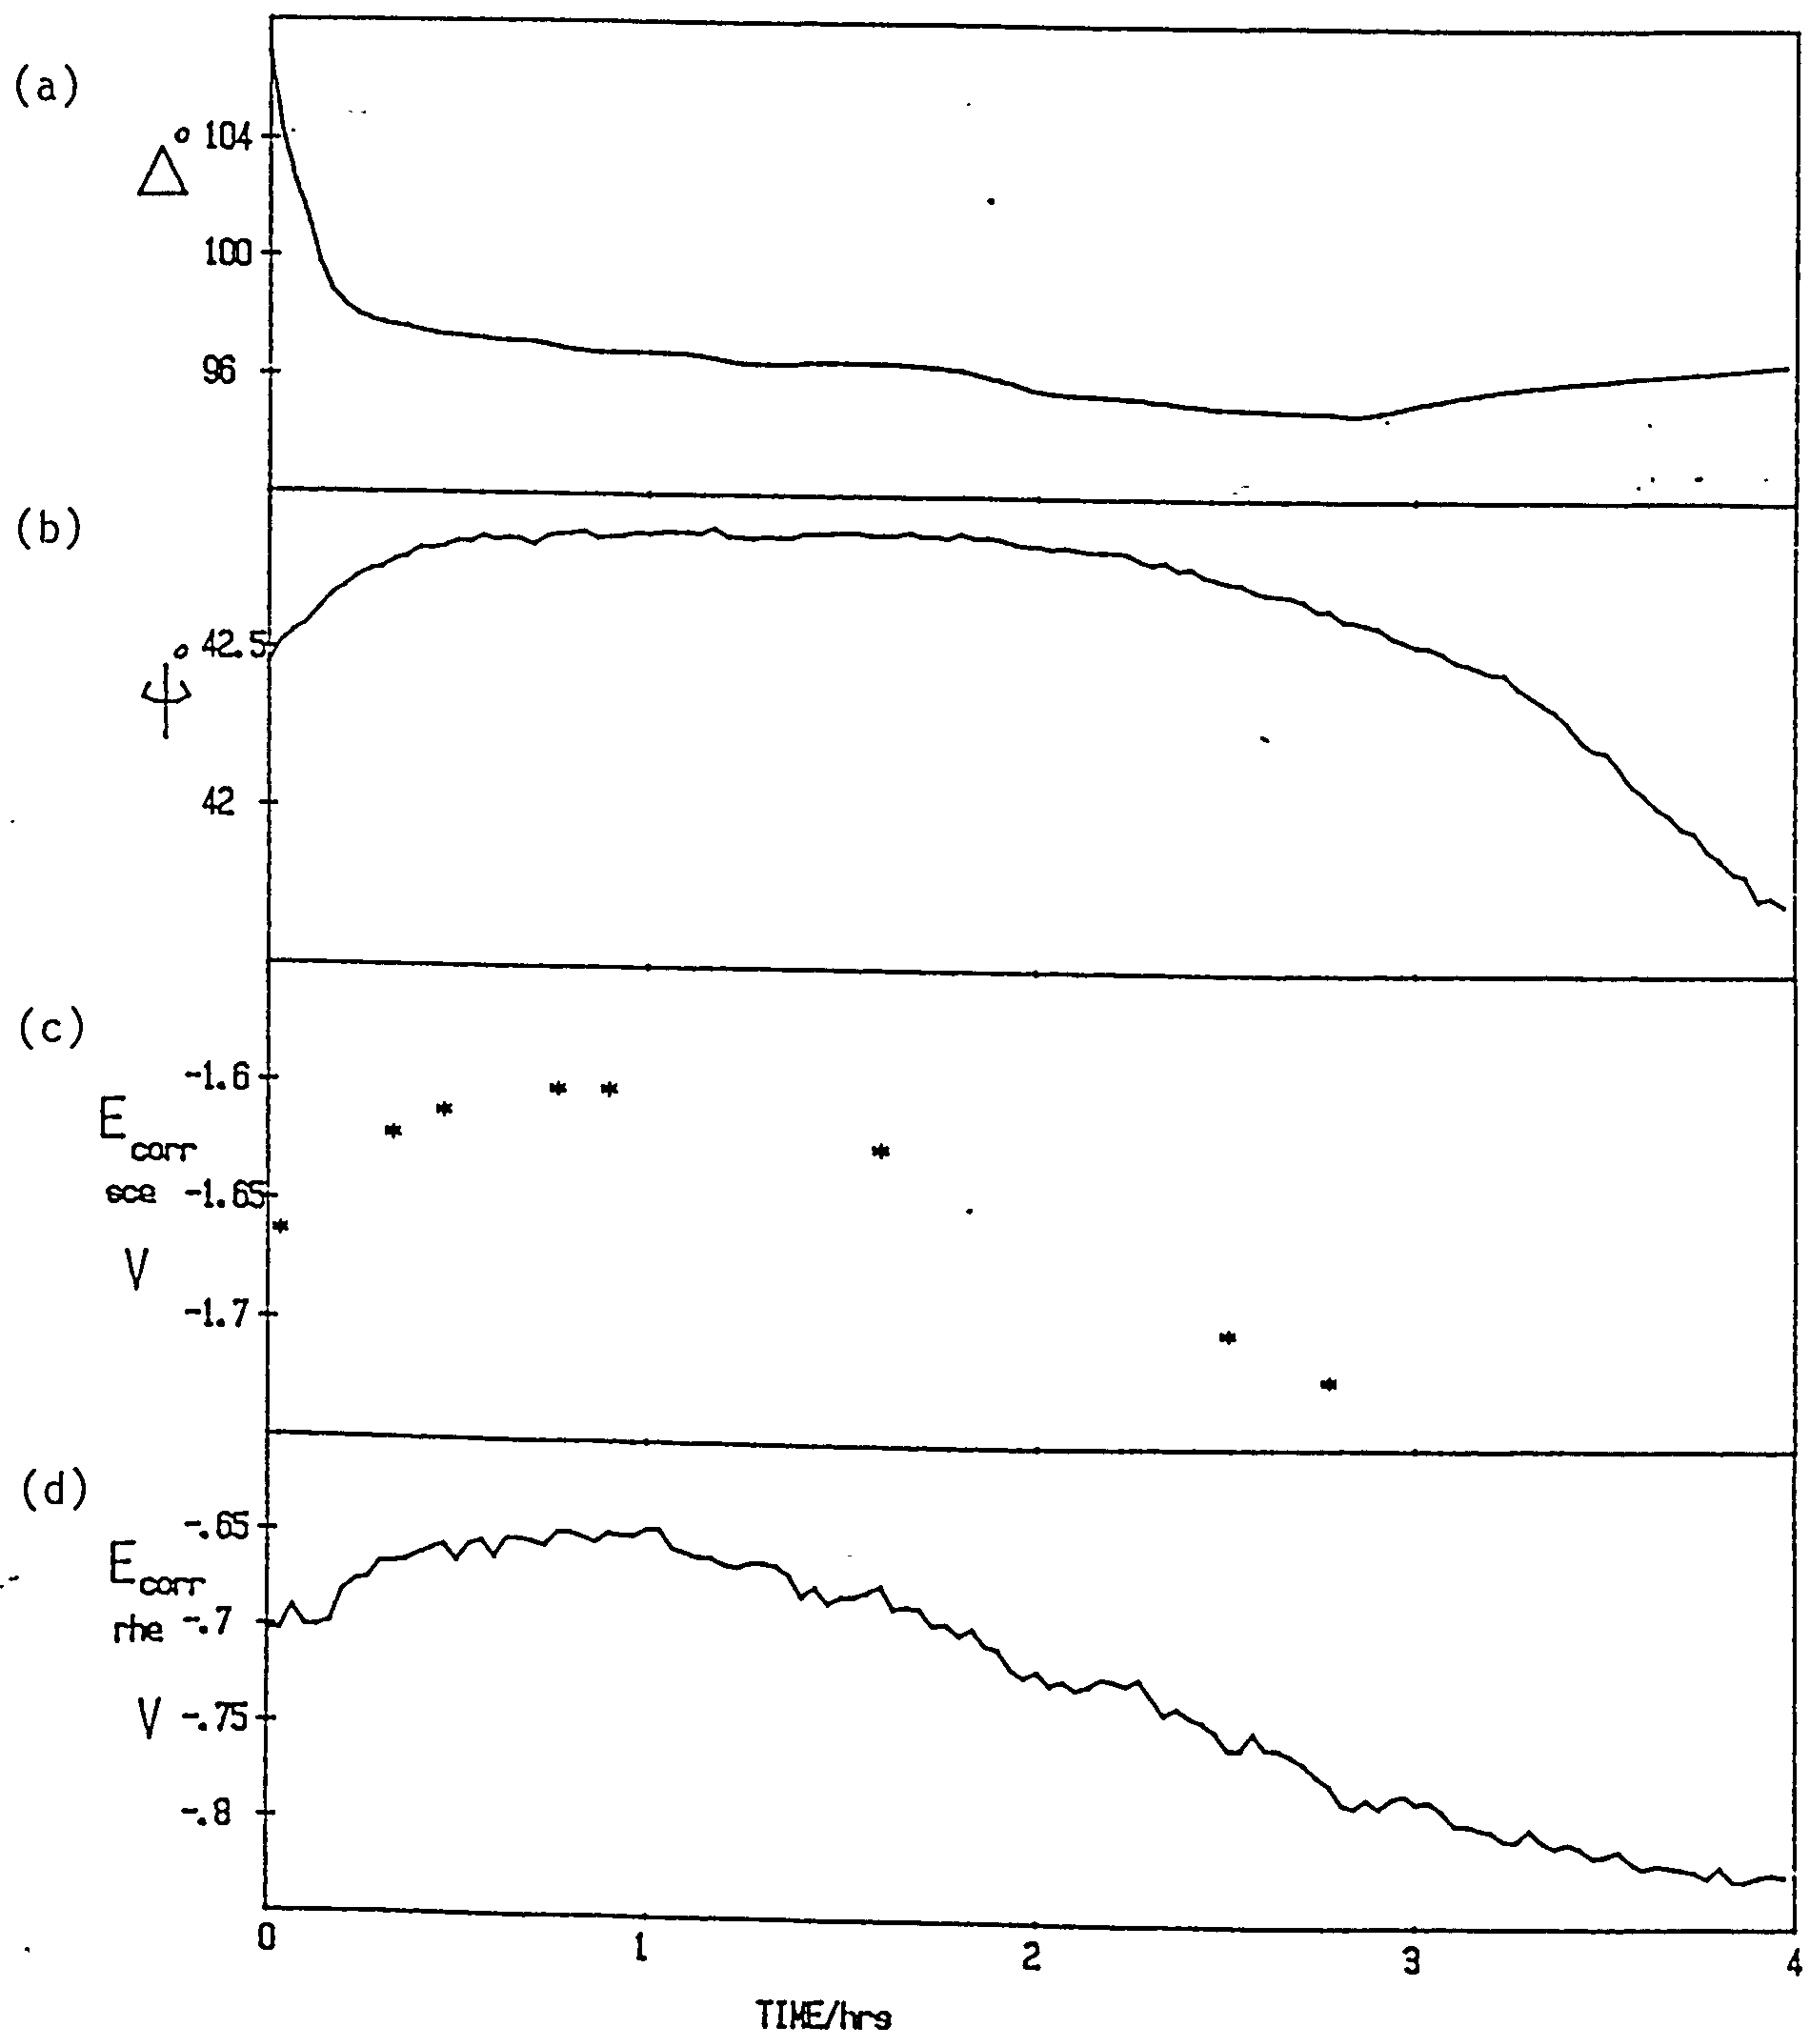 (a)
Δ° 104
100
96
(b)
ψ° 42.5
42
(c)
-1.6
E corr
sce -1.65
V
-1.7
(d)
-.65
E corr
rhe -.7
V -.75
-.8
0 1 2 3 4
TIME/hrs